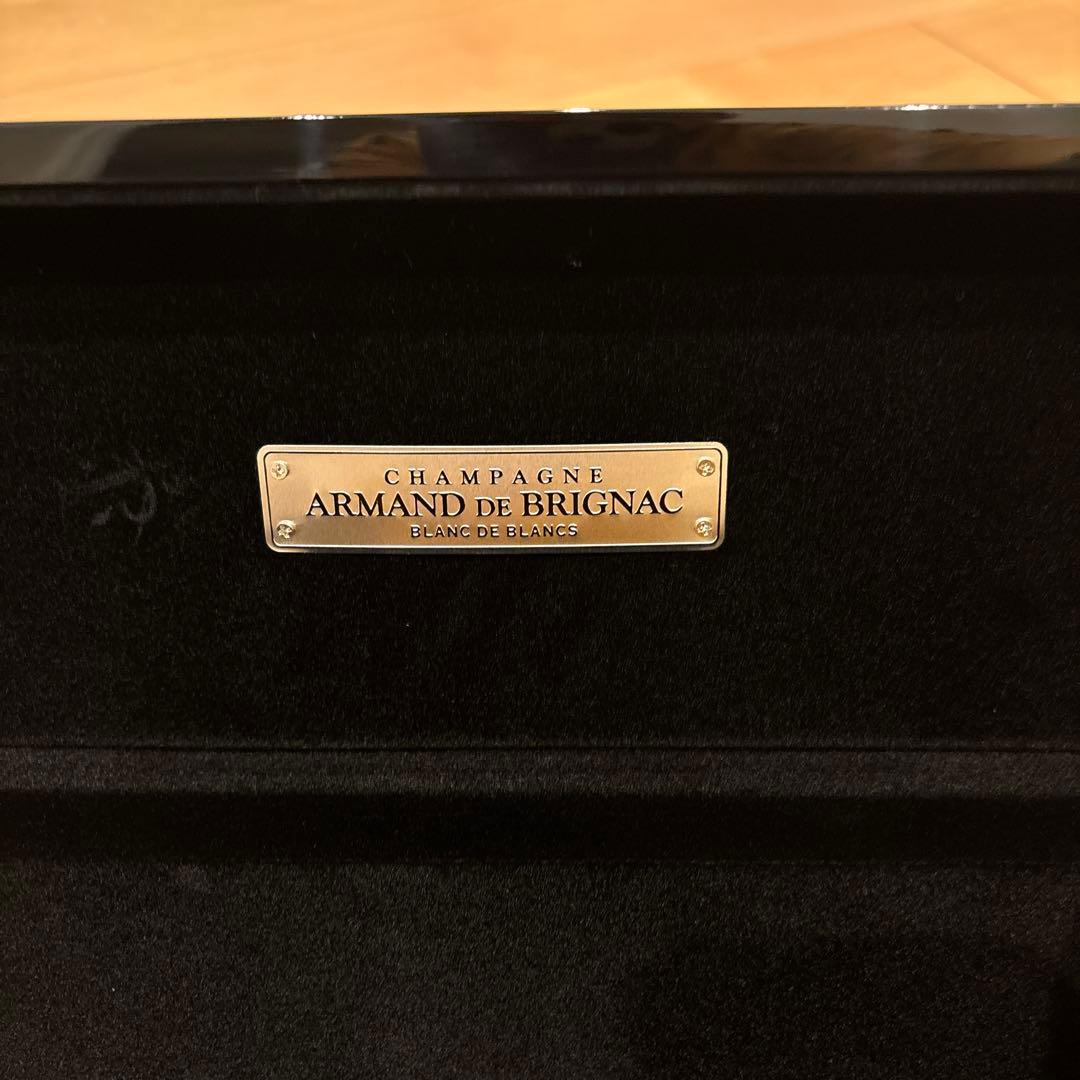 CHAMPAGNE
ARMAND DE BRIGNAC
BLANC DE BLANCS